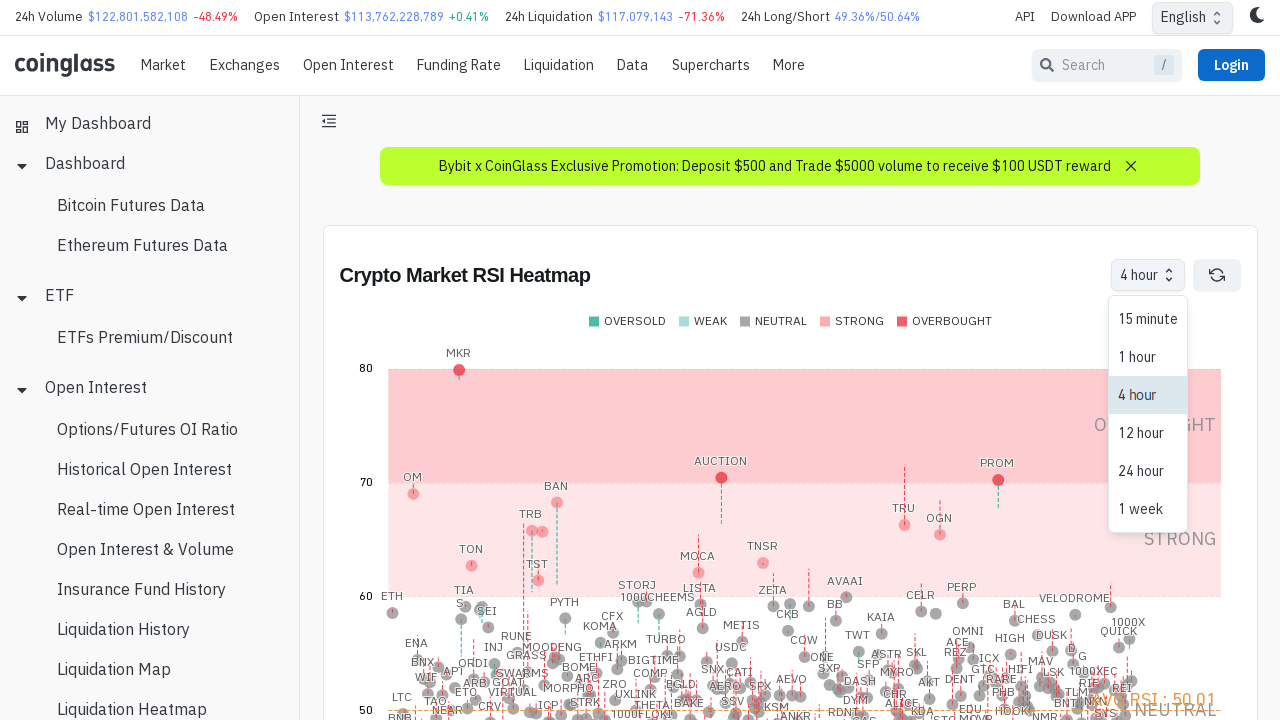 24h Volume $122,801,582,108 -48.49% Open Interest $113,762,228,789 +0.41% 24h Liquidation $117,079,143 -71.36% 24h Long/Short 49.36%/50.64% API Download APP English
coinglass Market Exchanges Open Interest Funding Rate Liquidation Data Supercharts More Search / Login
My Dashboard
Dashboard
Bitcoin Futures Data
Ethereum Futures Data
ETF
ETFs Premium/Discount
Open Interest
Options/Futures OI Ratio
Historical Open Interest
Real-time Open Interest
Open Interest & Volume
Insurance Fund History
Liquidation History
Liquidation Map
Liquidation Heatmap
Bybit x CoinGlass Exclusive Promotion: Deposit $500 and Trade $5000 volume to receive $100 USDT reward
Crypto Market RSI Heatmap
4 hour
15 minute
1 hour
4 hour
12 hour
24 hour
1 week
OVERSOLD WEAK NEUTRAL STRONG OVERBOUGHT
MKR
80
AUCTION PROM
OM
70
BAN
TRB TRU OGN
STRONG
TON MOCA TNSR
TST
STORJ LISTA ZETA AVAAI PERP
60
ETH TIA 1000CHEEMS CELR VELODROME
SEI PYTH AGLD CKB BB BAL
CFX KAIA CHESS 1000X
KOMA METIS QUICK
ENA RUNE TURBO COW TWT OMNI HIGH DUSK
INJ MOODENG ARKM USDC ACE
GRASS ETHFI BIGTIME ONE ASTR SKL REZ ICX MAV
BNX ORDI BOME SNX SXP SFP GTC HIFI
WIF API SWARMS ARC COMP CATI MYRO RARE LSK 1000XEC
ARB GOAT ZRO EGLD AEVO DASH AKT DENT RIF
LTC ETO VIRTUAL MORPHO UXLINK AERO SPX CHR PHB TLM REI
TAO STRK BAKE SSV DYM ALICE BNT
NEAR CRV ICP THETA KSM KDA EDU HOOK
50
BNB 1000FLOKI ANKR RDNT NMR
AVG RSI : 50.01
NEUTRAL